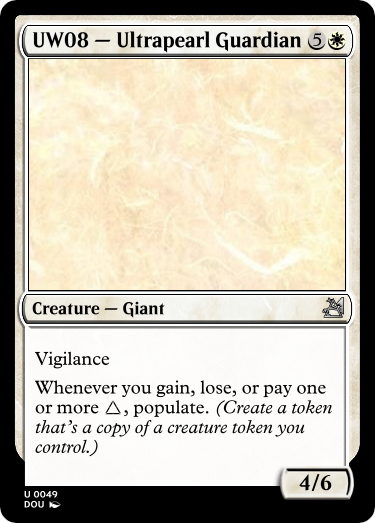 UW08 — Ultrapearl Guardian 5
Creature — Giant
Vigilance
Whenever you gain, lose, or pay one
or more △, populate. (Create a token
that's a copy of a creature token you
control.)
4/6
U 0049
DOU